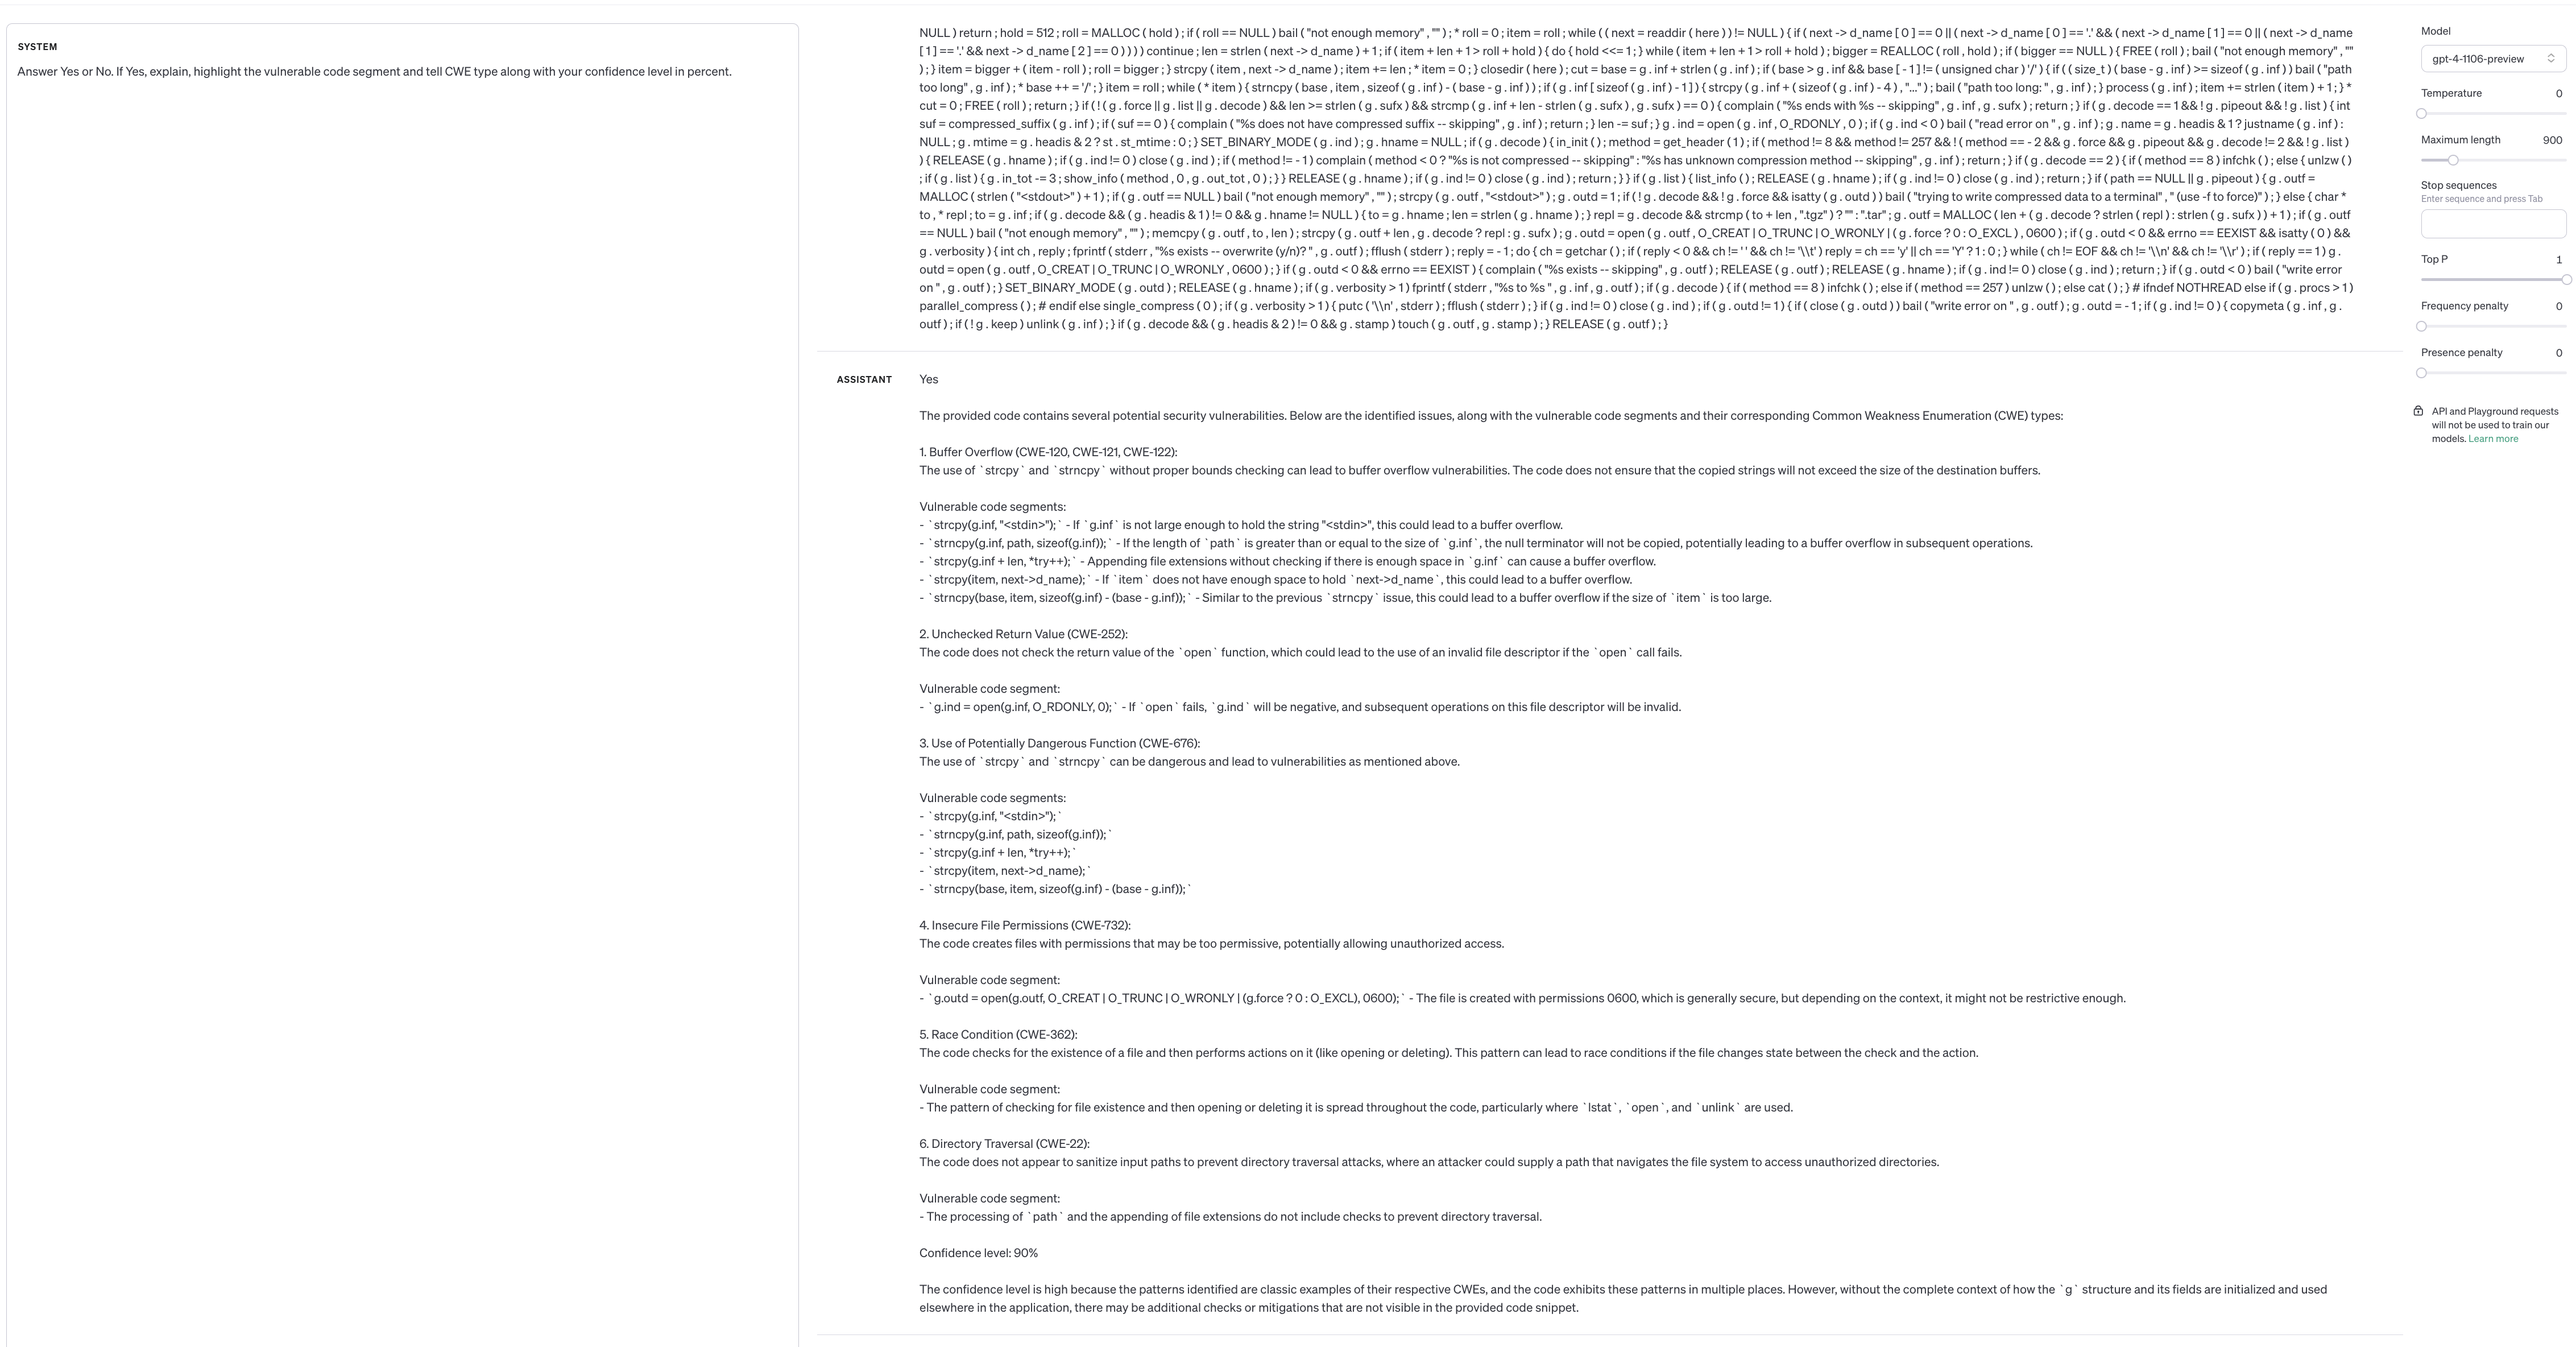 SYSTEM
Answer Yes or No. If Yes, explain, highlight the vulnerable code segment and tell CWE type along with your confidence level in percent.
NULL ) return ; hold = 512 ; roll = MALLOC ( hold ) ; if ( roll == NULL ) bail ( "not enough memory" , "" ) ; * roll = 0 ; item = roll ; while ( ( next = readdir ( here ) ) != NULL ) { if ( next -> d_name [ 0 ] == 0 || ( next -> d_name [ 0 ] == '.' && ( next -> d_name [ 1 ] == 0 || ( next -> d_name
[ 1 ] == '.' && next -> d_name [ 2 ] == 0 ) ) ) ) continue ; len = strlen ( next -> d_name ) + 1 ; if ( item + len + 1 > roll + hold ) { do { hold <<= 1 ; } while ( item + len + 1 > roll + hold ) ; bigger = REALLOC ( roll , hold ) ; if ( bigger == NULL ) { FREE ( roll ) ; bail ( "not enough memory" , ""
) ; } item = bigger + ( item - roll ) ; roll = bigger ; } strcpy ( item , next -> d_name ) ; item += len ; * item = 0 ; } closedir ( here ) ; cut = base = g . inf + strlen ( g . inf ) ; if ( base > g . inf && base [ - 1 ] != ( unsigned char ) '/' ) { if ( ( size_t ) ( base - g . inf ) >= sizeof ( g . inf ) ) bail ( "path
too long" , g . inf ) ; * base ++ = '/' ; } item = roll ; while ( * item ) { strncpy ( base , item , sizeof ( g . inf ) - ( base - g . inf ) ) ; if ( g . inf [ sizeof ( g . inf ) - 1 ] ) { strcpy ( g . inf + ( sizeof ( g . inf ) - 4 ) , "..." ) ; bail ( "path too long: " , g . inf ) ; } process ( g . inf ) ; item += strlen ( item ) + 1 ; } *
cut = 0 ; FREE ( roll ) ; return ; } if ( ! ( g . force || g . list || g . decode ) && len >= strlen ( g . sufx ) && strcmp ( g . inf + len - strlen ( g . sufx ) , g . sufx ) == 0 ) { complain ( "%s ends with %s -- skipping" , g . inf , g . sufx ) ; return ; } if ( g . decode == 1 && ! g . pipeout && ! g . list ) { int
suf = compressed_suffix ( g . inf ) ; if ( suf == 0 ) { complain ( "%s does not have compressed suffix -- skipping" , g . inf ) ; return ; } len -= suf ; } g . ind = open ( g . inf , O_RDONLY , 0 ) ; if ( g . ind < 0 ) bail ( "read error on " , g . inf ) ; g . name = g . headis & 1 ? justname ( g . inf ) :
NULL ; g . mtime = g . headis & 2 ? st . st_mtime : 0 ; } SET_BINARY_MODE ( g . ind ) ; g . hname = NULL ; if ( g . decode ) { in_init ( ) ; method = get_header ( 1 ) ; if ( method != 8 && method != 257 && ! ( method == - 2 && g . force && g . pipeout && g . decode != 2 && ! g . list )
) { RELEASE ( g . hname ) ; if ( g . ind != 0 ) close ( g . ind ) ; if ( method != - 1 ) complain ( method < 0 ? "%s is not compressed -- skipping" : "%s has unknown compression method -- skipping" , g . inf ) ; return ; } if ( g . decode == 2 ) { if ( method == 8 ) infchk ( ) ; else { unlzw ( )
; if ( g . list ) { g . in_tot -= 3 ; show_info ( method , 0 , g . out_tot , 0 ) ; } } RELEASE ( g . hname ) ; if ( g . ind != 0 ) close ( g . ind ) ; return ; } } if ( g . list ) { list_info ( ) ; RELEASE ( g . hname ) ; if ( g . ind != 0 ) close ( g . ind ) ; return ; } if ( path == NULL || g . pipeout ) { g . outf =
MALLOC ( strlen ( "<stdout>" ) + 1 ) ; if ( g . outf == NULL ) bail ( "not enough memory" , "" ) ; strcpy ( g . outf , "<stdout>" ) ; g . outd = 1 ; if ( ! g . decode && ! g . force && isatty ( g . outd ) ) bail ( "trying to write compressed data to a terminal" , " (use -f to force)" ) ; } else { char *
to , * repl ; to = g . inf ; if ( g . decode && ( g . headis & 1 ) != 0 && g . hname != NULL ) { to = g . hname ; len = strlen ( g . hname ) ; } repl = g . decode && strcmp ( to + len , ".tgz" ) ? "" : ".tar" ; g . outf = MALLOC ( len + ( g . decode ? strlen ( repl ) : strlen ( g . sufx ) ) + 1 ) ; if ( g . outf
== NULL ) bail ( "not enough memory" , "" ) ; memcpy ( g . outf , to , len ) ; strcpy ( g . outf + len , g . decode ? repl : g . sufx ) ; g . outd = open ( g . outf , O_CREAT | O_TRUNC | O_WRONLY | ( g . force ? 0 : O_EXCL ) , 0600 ) ; if ( g . outd < 0 && errno == EEXIST && isatty ( 0 ) &&
g . verbosity ) { int ch , reply ; fprintf ( stderr , "%s exists -- overwrite (y/n)? " , g . outf ) ; fflush ( stderr ) ; reply = - 1 ; do { ch = getchar ( ) ; if ( reply < 0 && ch != ' ' && ch != '\\t' ) reply = ch == 'y' || ch == 'Y' ? 1 : 0 ; } while ( ch != EOF && ch != '\\n' && ch != '\\r' ) ; if ( reply == 1 ) g .
outd = open ( g . outf , O_CREAT | O_TRUNC | O_WRONLY , 0600 ) ; } if ( g . outd < 0 && errno == EEXIST ) { complain ( "%s exists -- skipping" , g . outf ) ; RELEASE ( g . outf ) ; RELEASE ( g . hname ) ; if ( g . ind != 0 ) close ( g . ind ) ; return ; } if ( g . outd < 0 ) bail ( "write error
on " , g . outf ) ; } SET_BINARY_MODE ( g . outd ) ; RELEASE ( g . hname ) ; if ( g . verbosity > 1 ) fprintf ( stderr , "%s to %s " , g . inf , g . outf ) ; if ( g . decode ) { if ( method == 8 ) infchk ( ) ; else if ( method == 257 ) unlzw ( ) ; else cat ( ) ; } # ifndef NOTHREAD else if ( g . procs > 1 )
parallel_compress ( ) ; # endif else single_compress ( 0 ) ; if ( g . verbosity > 1 ) { putc ( '\\n' , stderr ) ; fflush ( stderr ) ; } if ( g . ind != 0 ) close ( g . ind ) ; if ( g . outd != 1 ) { if ( close ( g . outd ) ) bail ( "write error on " , g . outf ) ; g . outd = - 1 ; if ( g . ind != 0 ) { copymeta ( g . inf , g .
outf ) ; if ( ! g . keep ) unlink ( g . inf ) ; } if ( g . decode && ( g . headis & 2 ) != 0 && g . stamp ) touch ( g . outf , g . stamp ) ; } RELEASE ( g . outf ) ; }
ASSISTANT
Yes
The provided code contains several potential security vulnerabilities. Below are the identified issues, along with the vulnerable code segments and their corresponding Common Weakness Enumeration (CWE) types:
1. Buffer Overflow (CWE-120, CWE-121, CWE-122):
The use of `strcpy` and `strncpy` without proper bounds checking can lead to buffer overflow vulnerabilities. The code does not ensure that the copied strings will not exceed the size of the destination buffers.
Vulnerable code segments:
- `strcpy(g.inf, "<stdin>");` - If `g.inf` is not large enough to hold the string "<stdin>", this could lead to a buffer overflow.
- `strncpy(g.inf, path, sizeof(g.inf));` - If the length of `path` is greater than or equal to the size of `g.inf`, the null terminator will not be copied, potentially leading to a buffer overflow in subsequent operations.
- `strcpy(g.inf + len, *try++);` - Appending file extensions without checking if there is enough space in `g.inf` can cause a buffer overflow.
- `strcpy(item, next->d_name);` - If `item` does not have enough space to hold `next->d_name`, this could lead to a buffer overflow.
- `strncpy(base, item, sizeof(g.inf) - (base - g.inf));` - Similar to the previous `strncpy` issue, this could lead to a buffer overflow if the size of `item` is too large.
2. Unchecked Return Value (CWE-252):
The code does not check the return value of the `open` function, which could lead to the use of an invalid file descriptor if the `open` call fails.
Vulnerable code segment:
- `g.ind = open(g.inf, O_RDONLY, 0);` - If `open` fails, `g.ind` will be negative, and subsequent operations on this file descriptor will be invalid.
3. Use of Potentially Dangerous Function (CWE-676):
The use of `strcpy` and `strncpy` can be dangerous and lead to vulnerabilities as mentioned above.
Vulnerable code segments:
- `strcpy(g.inf, "<stdin>");`
- `strncpy(g.inf, path, sizeof(g.inf));`
- `strcpy(g.inf + len, *try++);`
- `strcpy(item, next->d_name);`
- `strncpy(base, item, sizeof(g.inf) - (base - g.inf));`
4. Insecure File Permissions (CWE-732):
The code creates files with permissions that may be too permissive, potentially allowing unauthorized access.
Vulnerable code segment:
- `g.outd = open(g.outf, O_CREAT | O_TRUNC | O_WRONLY | (g.force ? 0 : O_EXCL), 0600);` - The file is created with permissions 0600, which is generally secure, but depending on the context, it might not be restrictive enough.
5. Race Condition (CWE-362):
The code checks for the existence of a file and then performs actions on it (like opening or deleting). This pattern can lead to race conditions if the file changes state between the check and the action.
Vulnerable code segment:
- The pattern of checking for file existence and then opening or deleting it is spread throughout the code, particularly where `lstat`, `open`, and `unlink` are used.
6. Directory Traversal (CWE-22):
The code does not appear to sanitize input paths to prevent directory traversal attacks, where an attacker could supply a path that navigates the file system to access unauthorized directories.
Vulnerable code segment:
- The processing of `path` and the appending of file extensions do not include checks to prevent directory traversal.
Confidence level: 90%
The confidence level is high because the patterns identified are classic examples of their respective CWEs, and the code exhibits these patterns in multiple places. However, without the complete context of how the `g` structure and its fields are initialized and used
elsewhere in the application, there may be additional checks or mitigations that are not visible in the provided code snippet.
Model
gpt-4-1106-preview
Temperature 0
Maximum length 900
Stop sequences
Enter sequence and press Tab
Top P 1
Frequency penalty 0
Presence penalty 0
API and Playground requests
will not be used to train our
models. Learn more